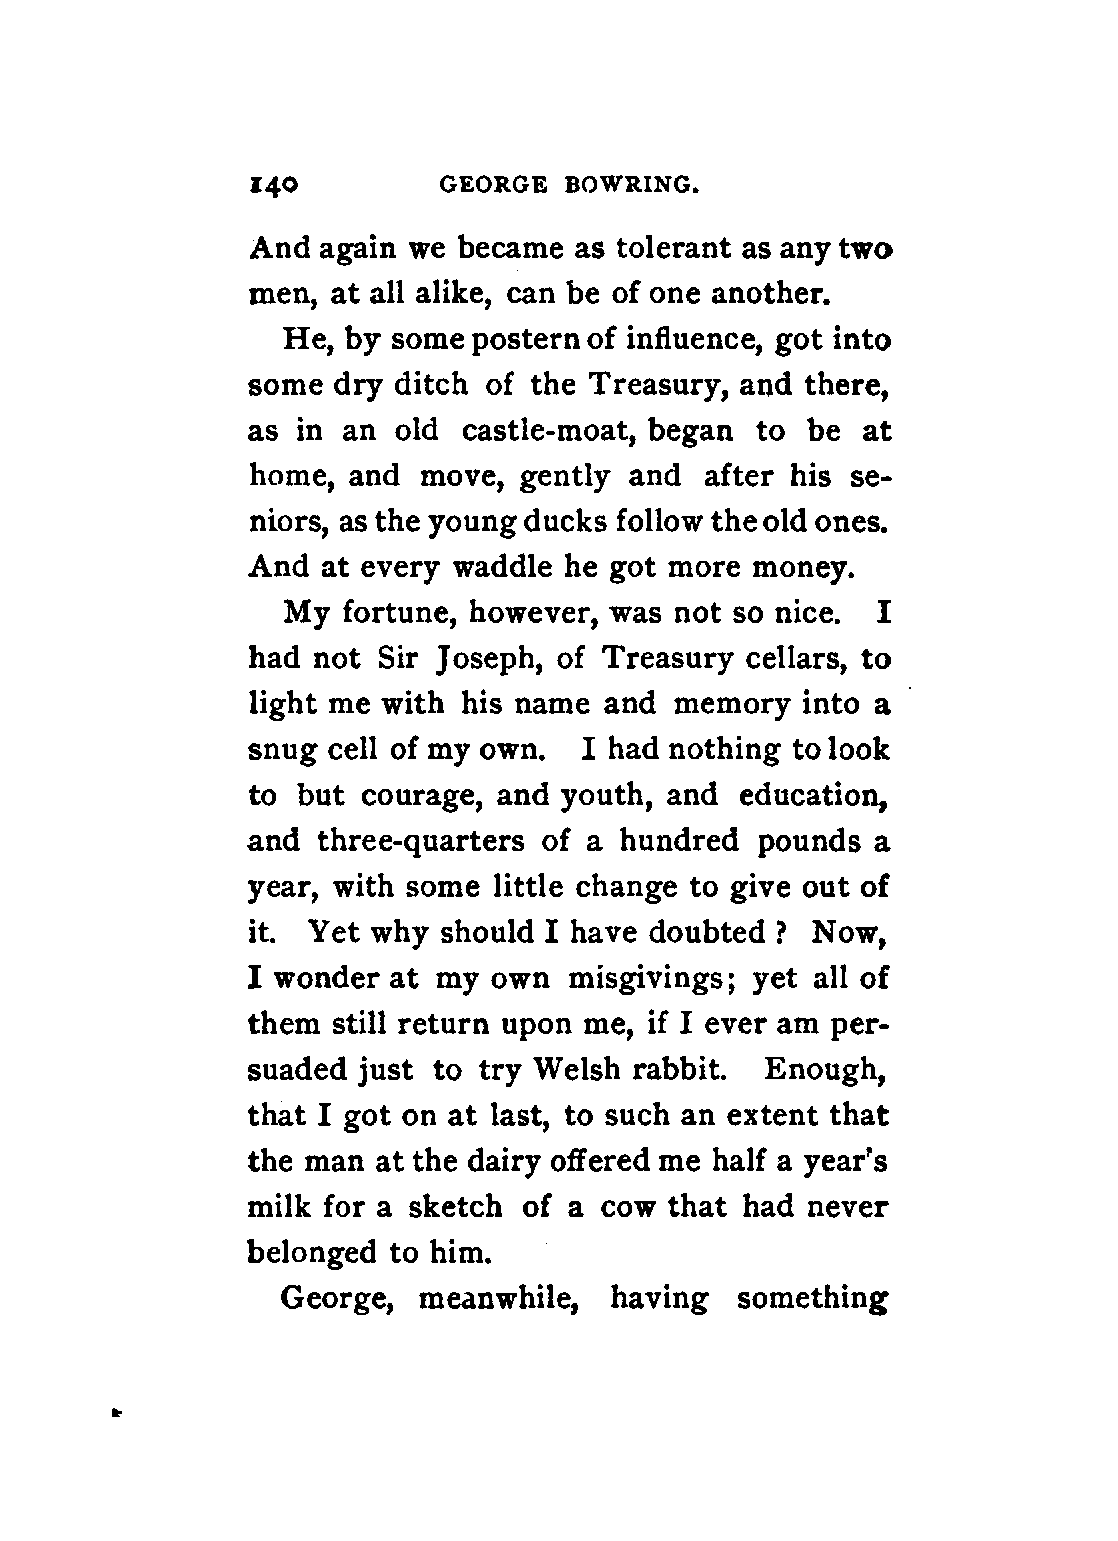 140 GEORGE BOWRING.
And again we became as tolerant as any two
men, at all alike, can be of one another.
He, by some postern of influence, got into
some dry ditch of the Treasury, and there,
as in an old castle-moat, began to be at
home, and move, gently and after his se-
niors, as the young ducks follow the old ones.
And at every waddle he got more money.
My fortune, however, was not so nice. I
had not Sir Joseph, of Treasury cellars, to
light me with his name and memory into a
snug cell of my own. I had nothing to look
to but courage, and youth, and education,
and three-quarters of a hundred pounds a
year, with some little change to give out of
it. Yet why should I have doubted ? Now,
I wonder at my own misgivings; yet all of
them still return upon me, if I ever am per-
suaded just to try Welsh rabbit. Enough,
that I got on at last, to such an extent that
the man at the dairy offered me half a year's
milk for a sketch of a cow that had never
belonged to him.
George, meanwhile, having something